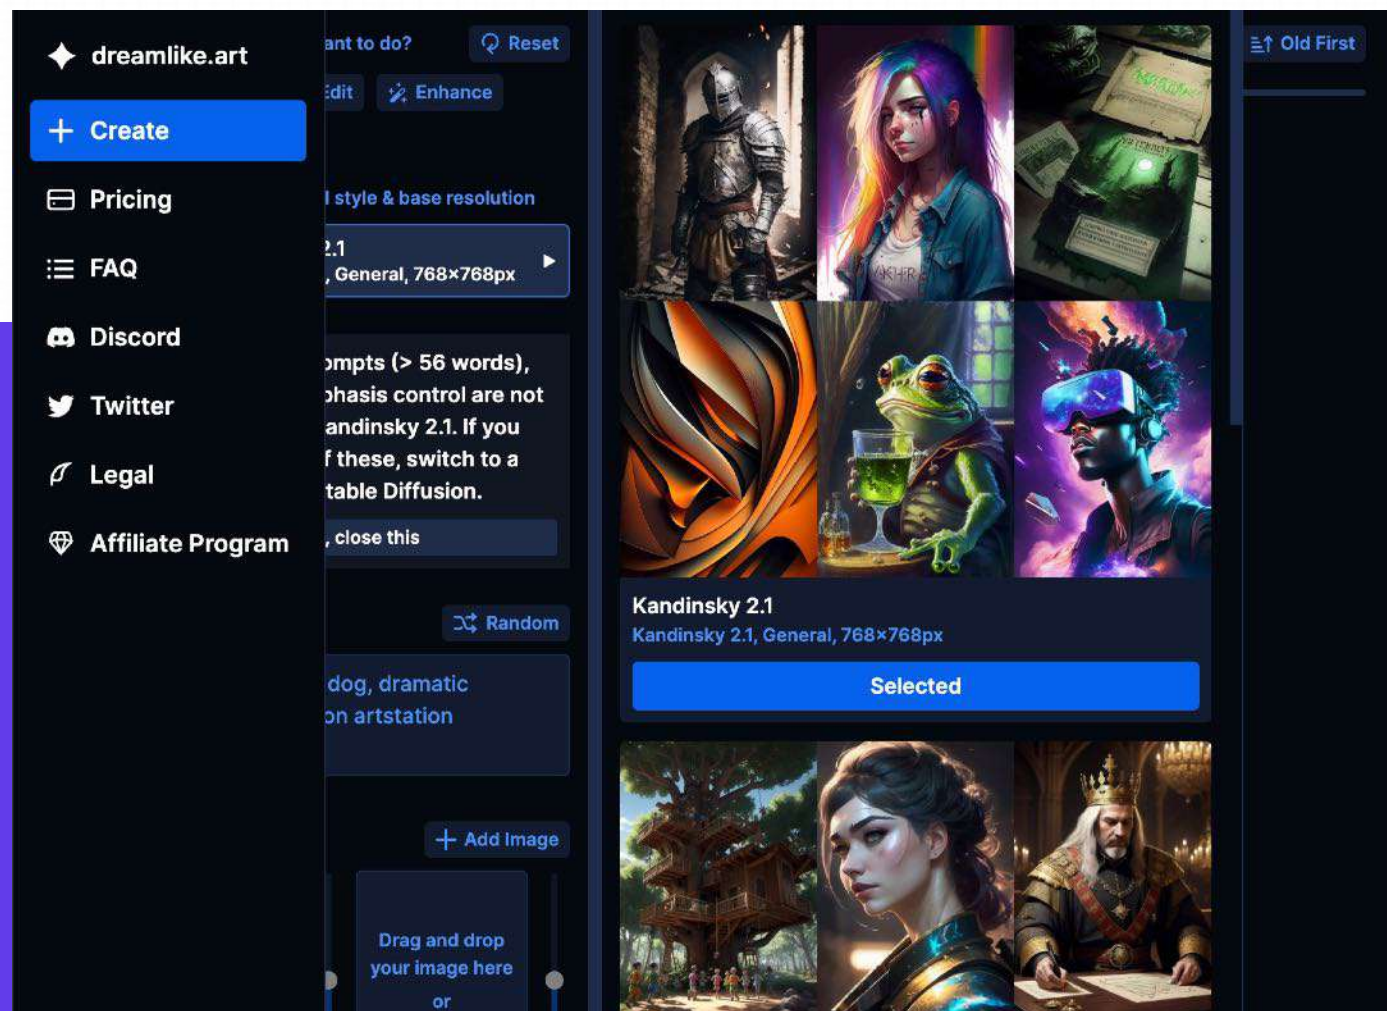 dreamlike.art
Create
Pricing
FAQ
Discord
Twitter
Legal
Affiliate Program
ant to do?
Reset
Edit
Enhance
l style & base resolution
2.1
, General, 768×768px
ompts (> 56 words),
phasis control are not
andinsky 2.1. If you
f these, switch to a
table Diffusion.
, close this
Random
dog, dramatic
on artstation
Add Image
Drag and drop
your image here
or
Kandinsky 2.1
Kandinsky 2.1, General, 768×768px
Selected
Old First